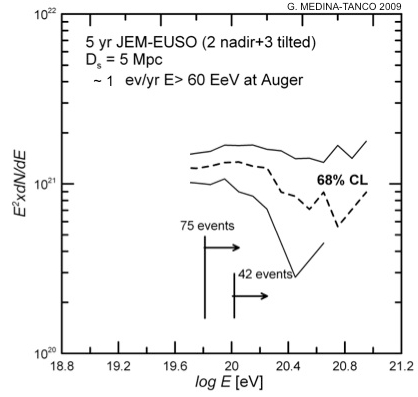 G. MEDINA-TANCO 2009
10²²
5 yr JEM-EUSO (2 nadir+3 tilted)
Dₛ = 5 Mpc
~ 1 ev/yr E> 60 EeV at Auger
E²xdN/dE
10²¹
68% CL
75 events
42 events
10²⁰
18.8 19.2 19.6 20 20.4 20.8 21.2
log E [eV]